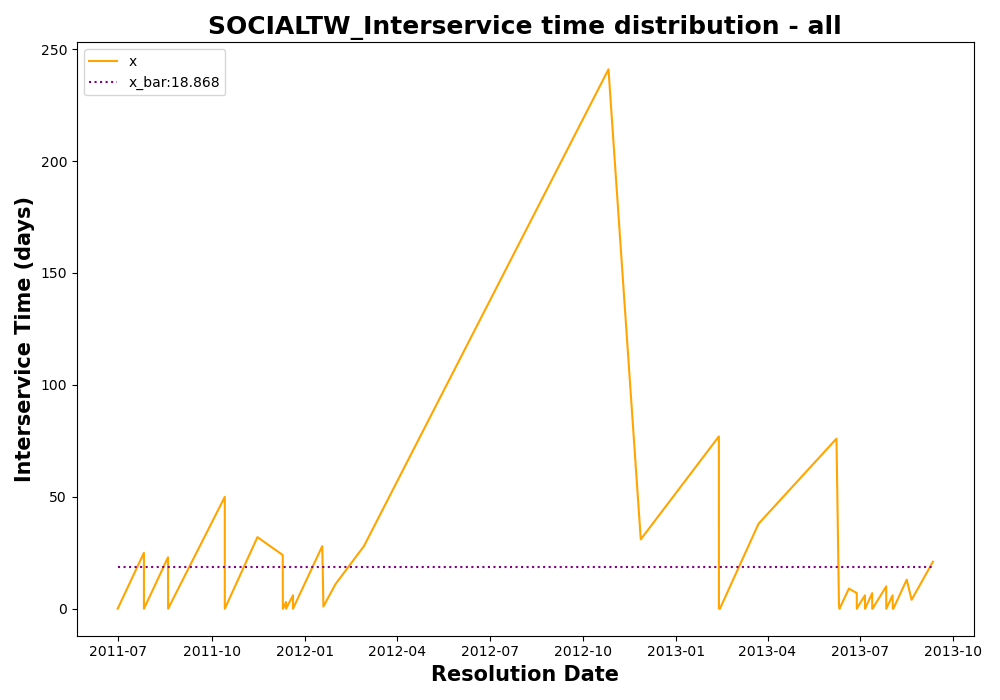 SOCIALTW_Interservice time distribution - all
x
x_bar:18.868
250
200
150
100
50
0
Interservice Time (days)
2011-07 2011-10 2012-01 2012-04 2012-07 2012-10 2013-01 2013-04 2013-07 2013-10
Resolution Date